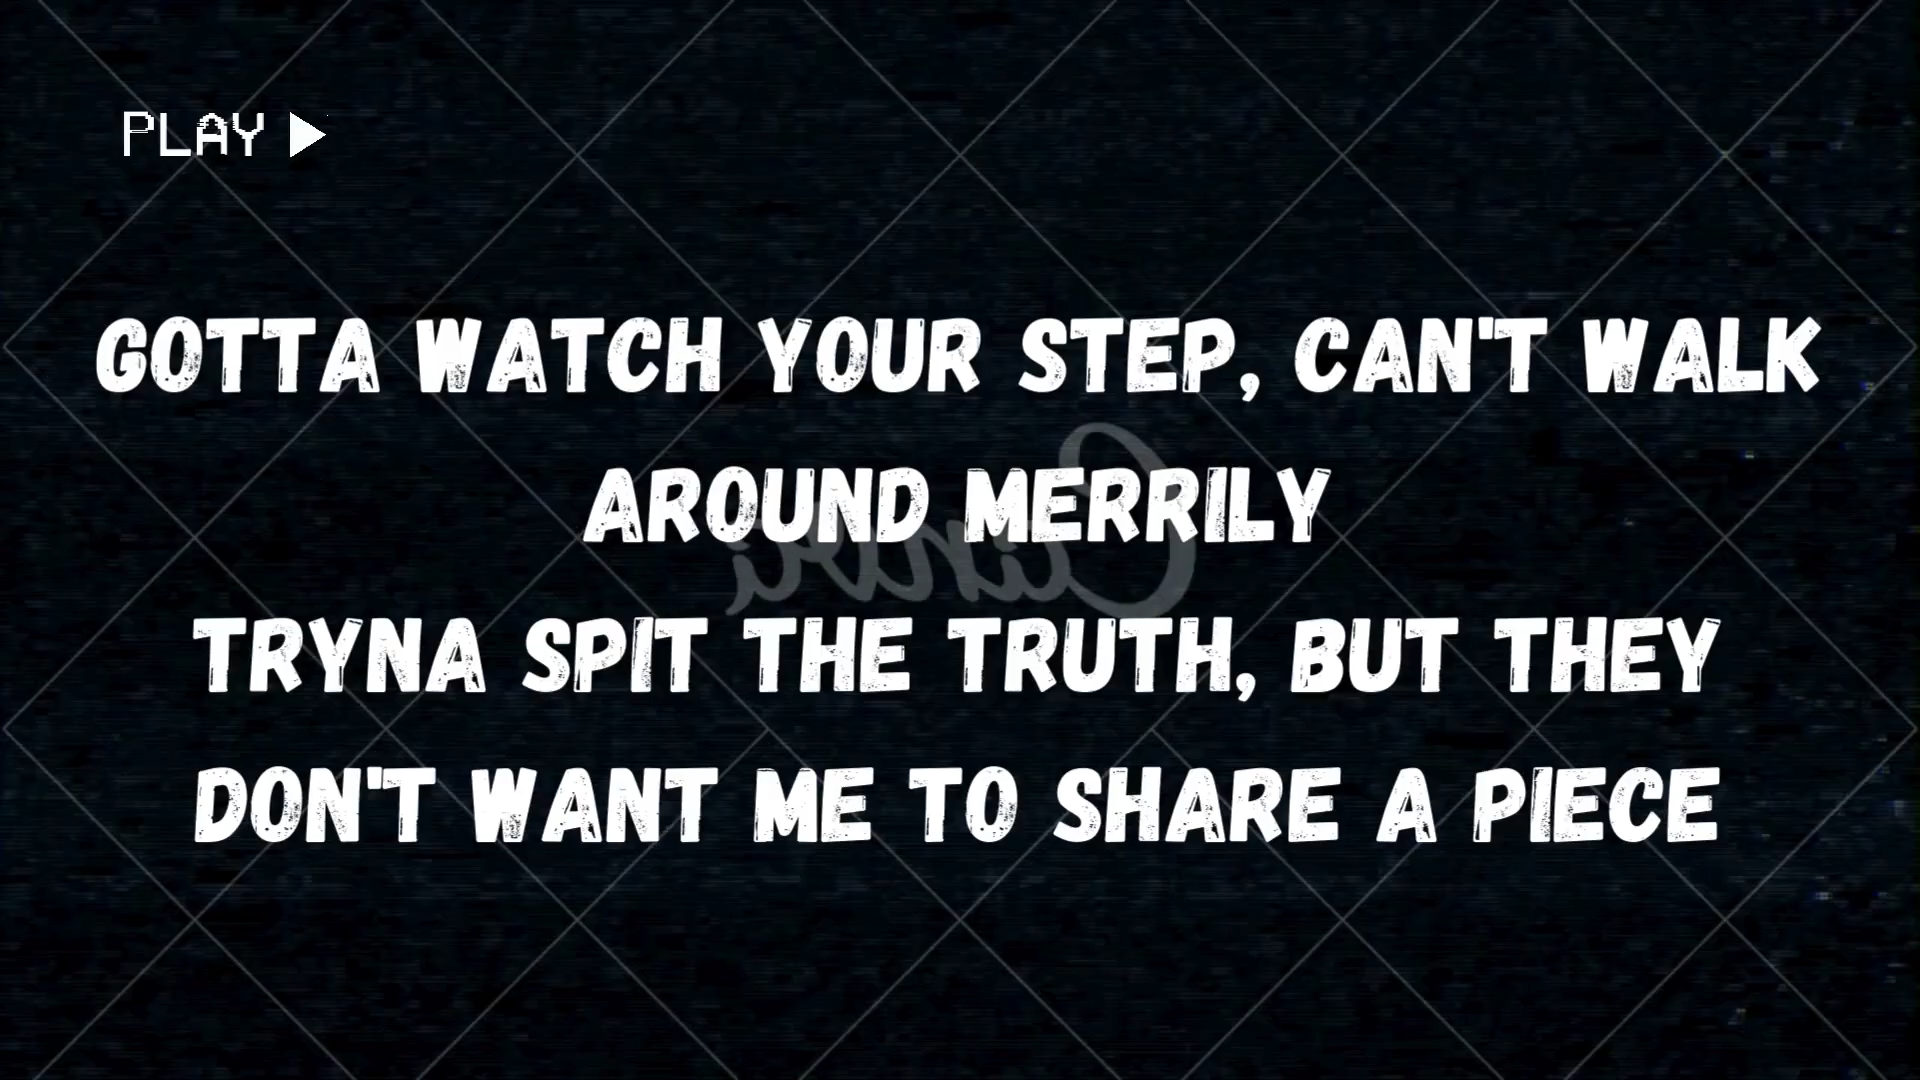 PLAY
GOTTA WATCH YOUR STEP, CAN'T WALK
AROUND MERRILY
Canva
TRYNA SPIT THE TRUTH, BUT THEY
DON'T WANT ME TO SHARE A PIECE